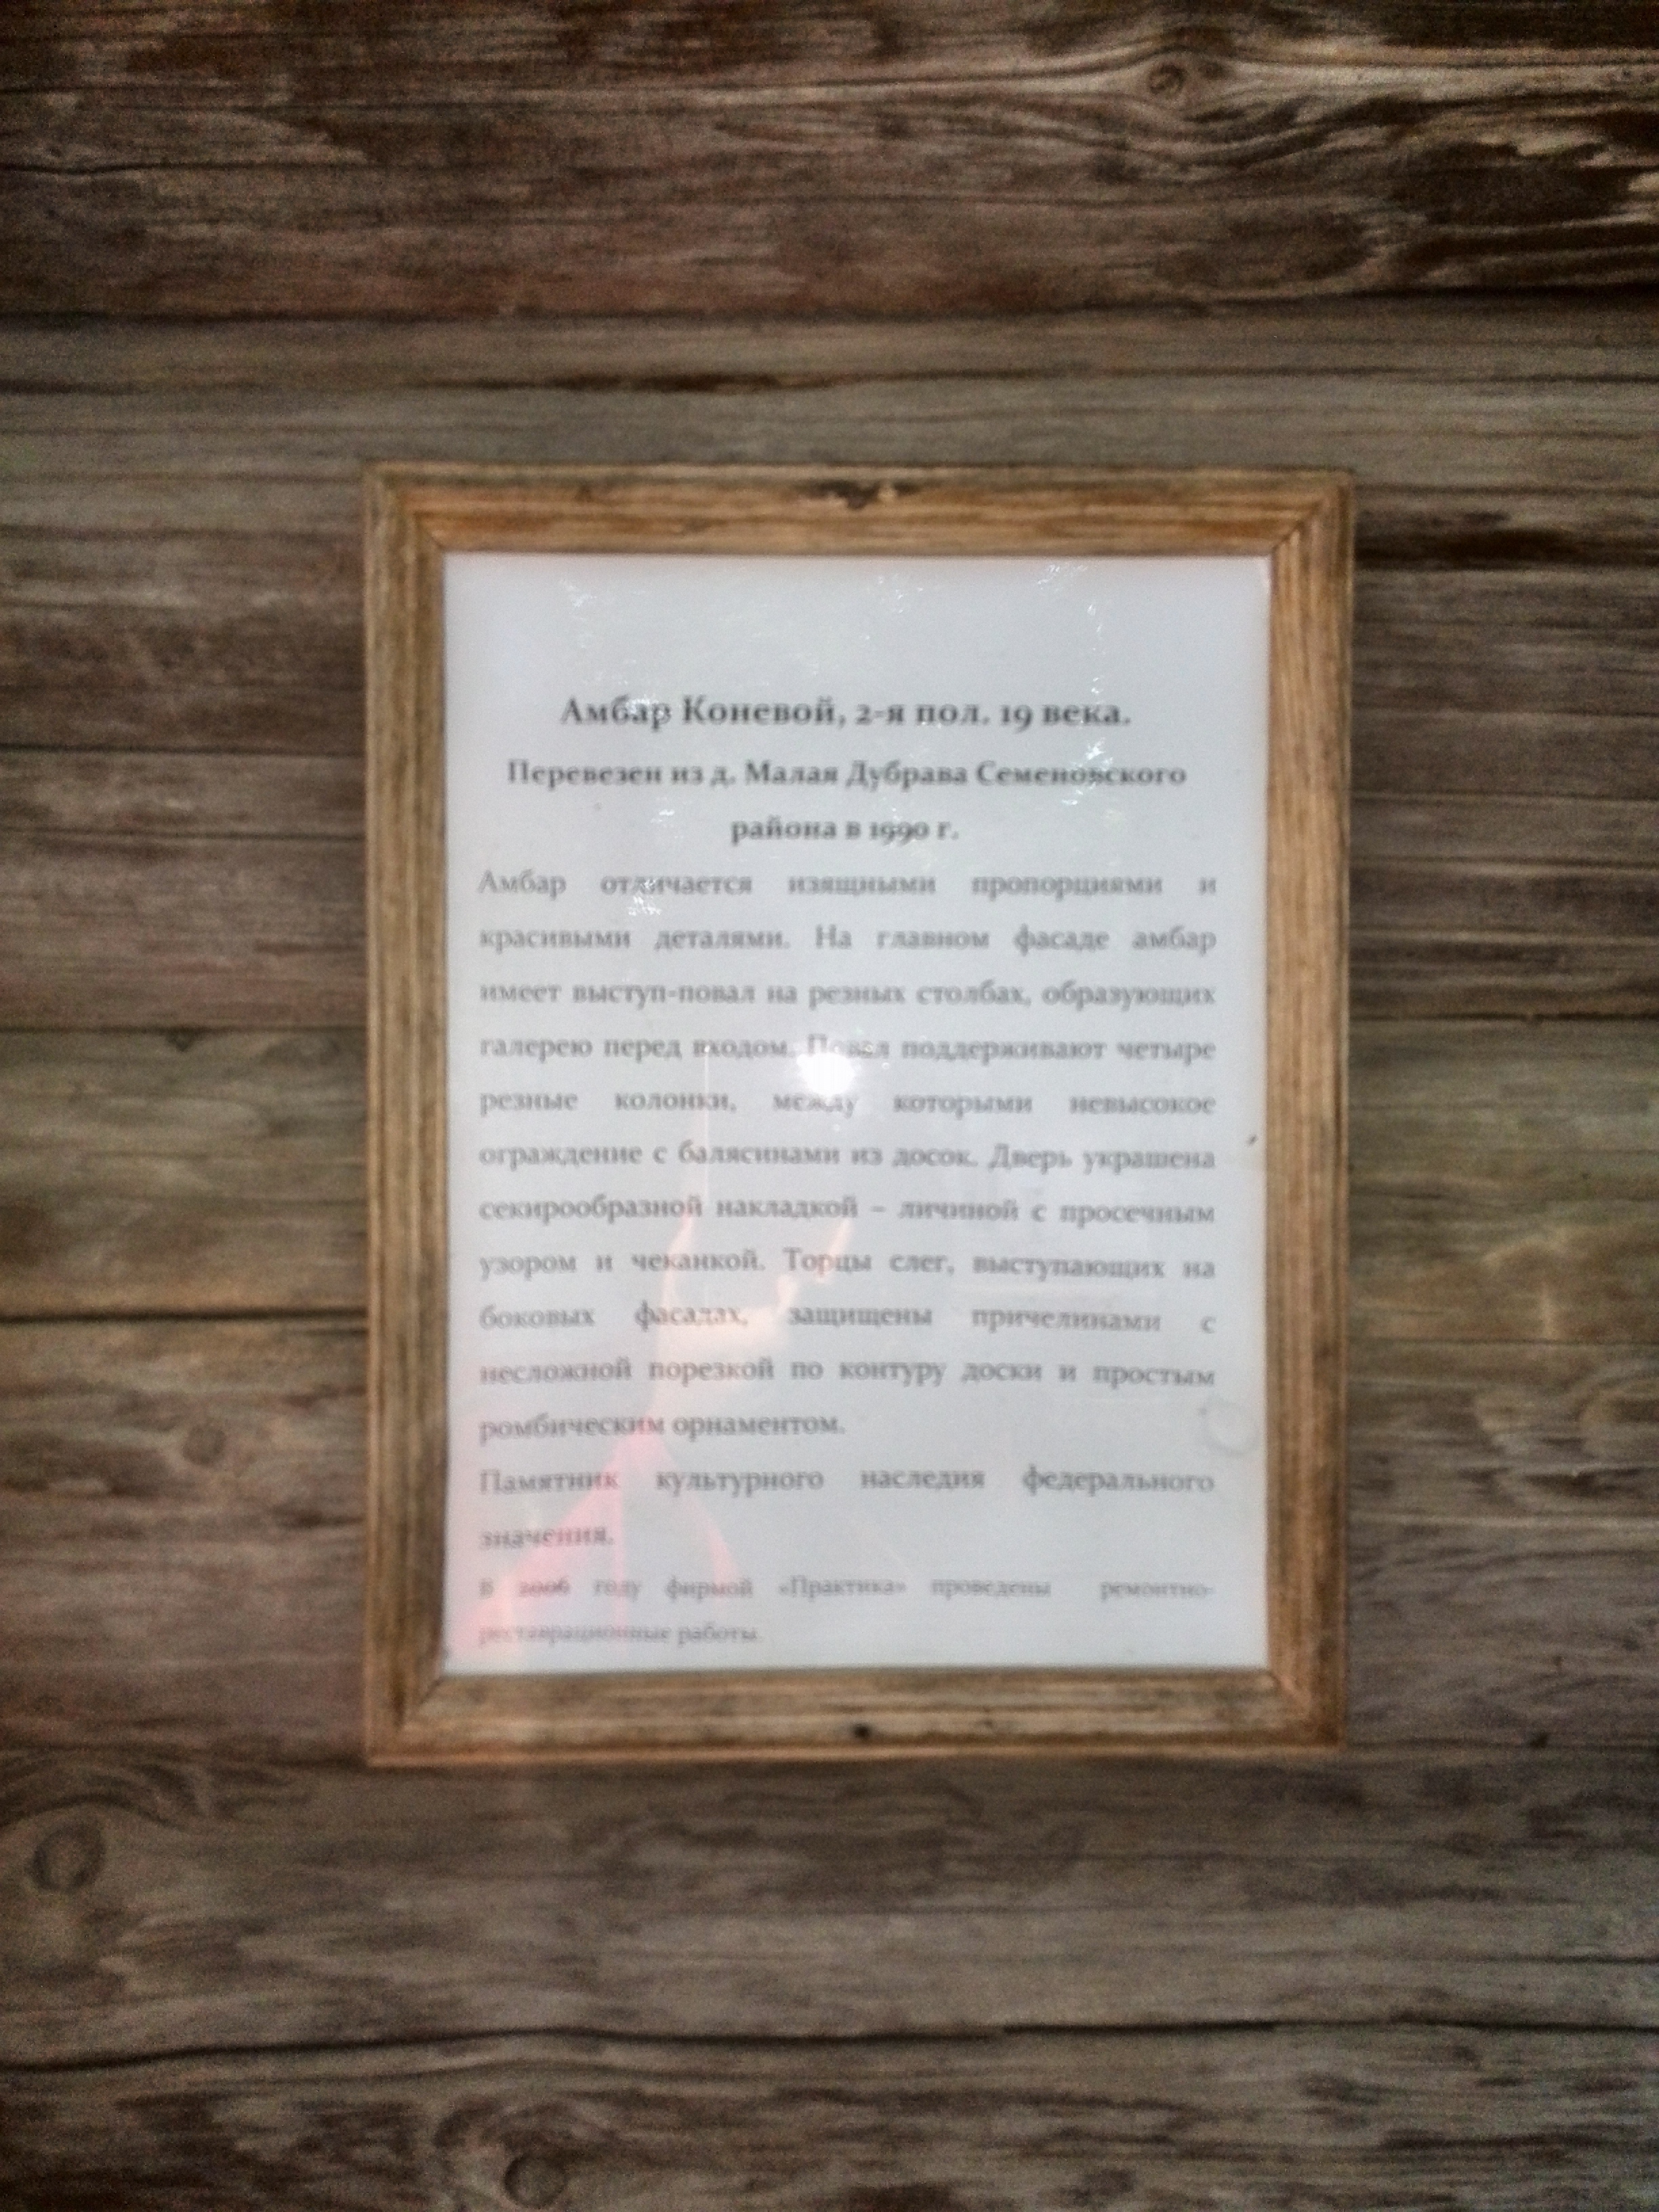 Амбар Коневой, 2-я пол. 19 века.
Перевезен из д. Малая Дубрава Семеновского
района в 1990 г.
Амбар отличается изящными пропорциями и
красивыми деталями. На главном фасаде амбар
имеет выступ-повал на резных столбах, образующих
галерею перед входом. Повал поддерживают четыре
резные колонки, между которыми невысокое
ограждение с балясинами из досок. Дверь украшена
секирообразной накладкой – личиной с просечным
узором и чеканкой. Торцы слег, выступающих на
боковых фасадах, защищены причелинами с
несложной порезкой по контуру доски и простым
ромбическим орнаментом.
Памятник культурного наследия федерального
значения.
В 2006 году фирмой «Практика» проведены ремонтно-
реставрационные работы.